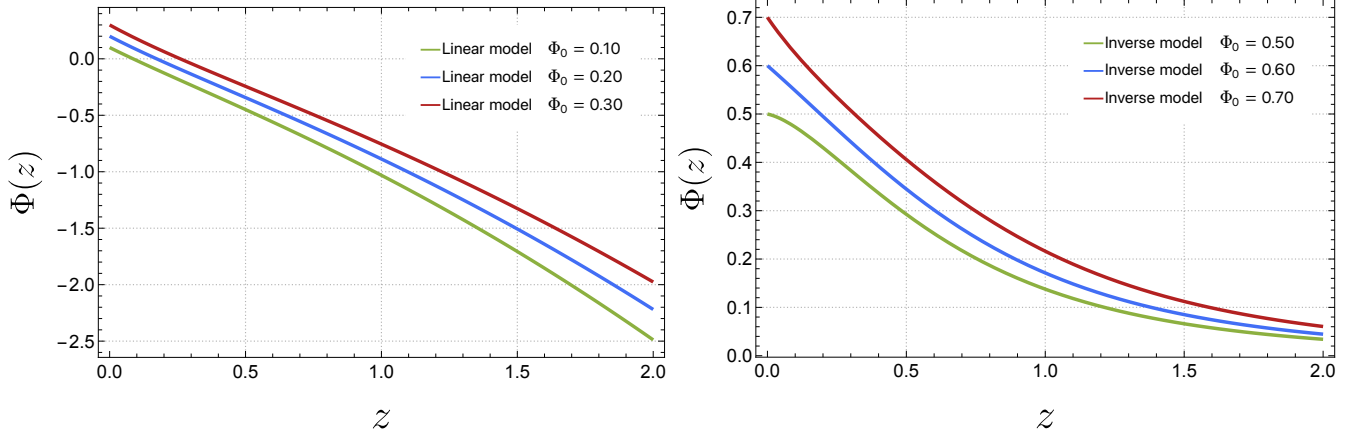 0.0
−0.5
−1.0
−1.5
−2.0
−2.5
Φ(z)
Linear model Φ₀ = 0.10
Linear model Φ₀ = 0.20
Linear model Φ₀ = 0.30
0.0 0.5 1.0 1.5 2.0
z
0.7
0.6
0.5
0.4
0.3
0.2
0.1
0.0
Φ(z)
Inverse model Φ₀ = 0.50
Inverse model Φ₀ = 0.60
Inverse model Φ₀ = 0.70
0.0 0.5 1.0 1.5 2.0
z